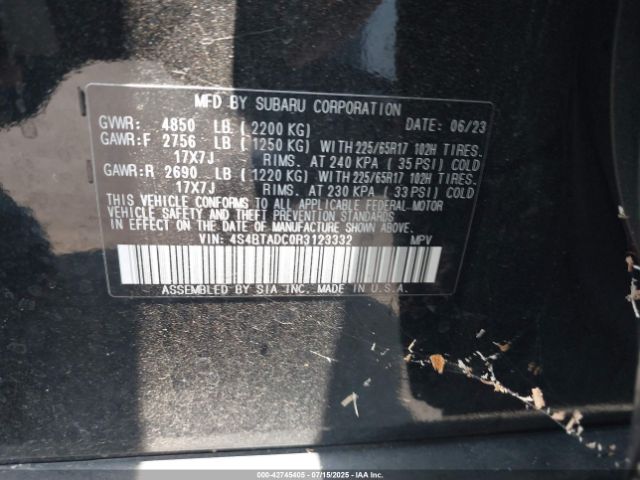 MFD BY SUBARU CORPORATION
GVWR: 4850 LB ( 2200 KG) DATE: 06/23
GAWR:F 2756 LB ( 1250 KG) WITH 225/65R17 102H TIRES.
17X7J RIMS. AT 240 KPA ( 35 PSI) COLD
GAWR:R 2690 LB ( 1220 KG) WITH 225/65R17 102H TIRES.
17X7J RIMS. AT 230 KPA ( 33 PSI) COLD
THIS VEHICLE CONFORMS TO ALL APPLICABLE FEDERAL MOTOR
VEHICLE SAFETY AND THEFT PREVENTION STANDARDS
IN EFFECT ON THE DATE OF MANUFACTURE SHOWN ABOVE.
VIN: 4S4BTADC0R3123332 MPV
ASSEMBLED BY SIA INC. MADE IN U.S.A.
000-42745405 - 07/15/2025 - IAAI.com